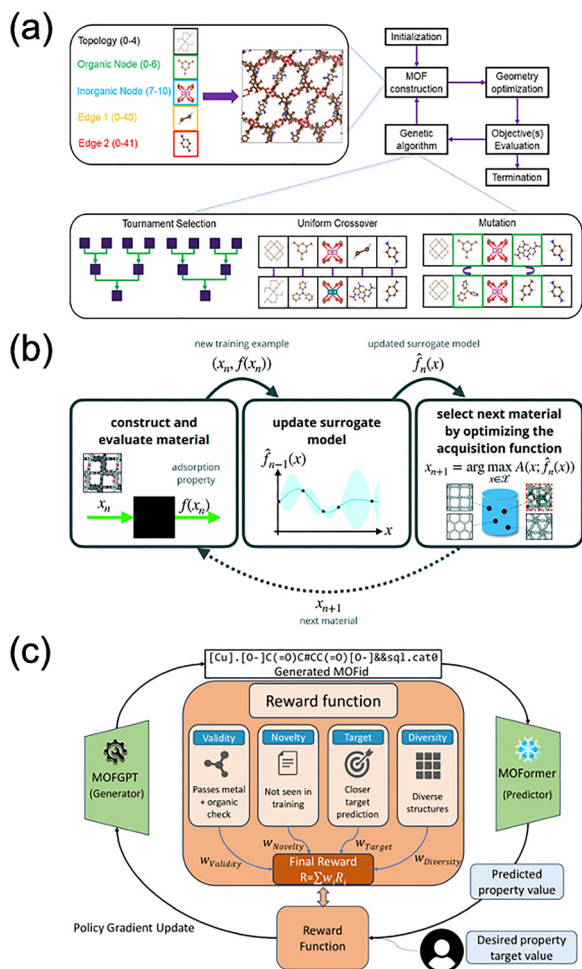 (a)
Topology (0-4)
Organic Node (0-6)
Inorganic Node (7-10)
Edge 1 (0-40)
Edge 2 (0-41)
Initialization
MOF
construction
Geometry
optimization
Genetic
algorithm
Objective(s)
Evaluation
Termination
Tournament Selection
Uniform Crossover
Mutation
(b)
new training example
(xₙ, f(xₙ))
updated surrogate model
f̂ₙ(x)
construct and
evaluate material
adsorption
property
xₙ
f(xₙ)
update surrogate
model
f̂ₙ₋₁(x)
x
select next material
by optimizing the
acquisition function
xₙ₊₁ = arg max A(x; f̂ₙ(x))
x∈𝒳
xₙ₊₁
next material
(c)
[Cu].[O-]C(=O)C#CC(=O)[O-]&&sql.cat0
Generated MOFid
Reward function
MOFGPT
(Generator)
Validity
Passes metal
+ organic
check
Novelty
Not seen in
training
Target
Closer
target
prediction
Diversity
Diverse
structures
MOFormer
(Predictor)
w_Validity
w_Novelty
w_Target
w_Diversity
Final Reward
R=∑wᵢRᵢ
Predicted
property value
Policy Gradient Update
Reward
Function
Desired property
target value